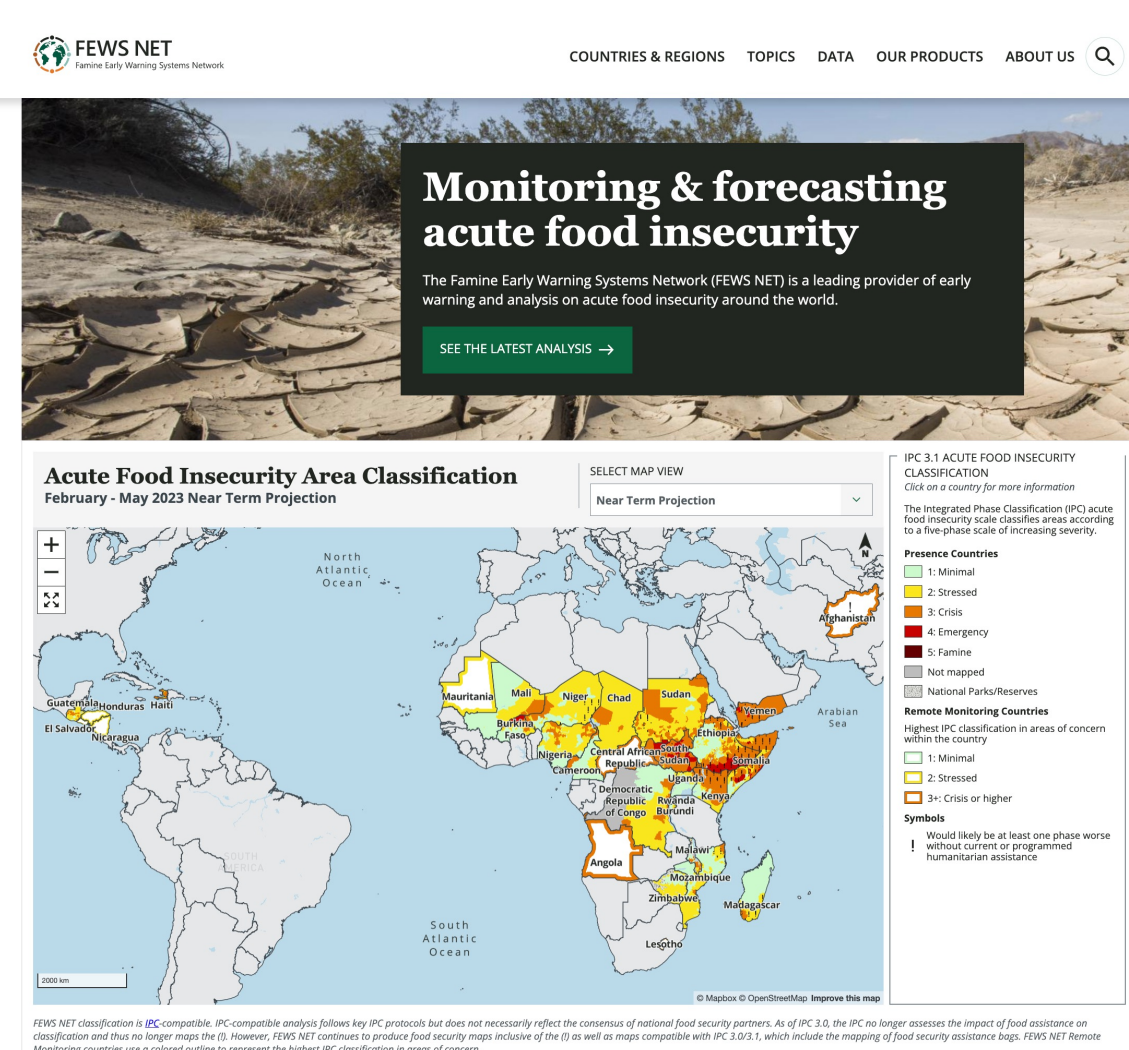 FEWS NET
Famine Early Warning Systems Network
COUNTRIES & REGIONS
TOPICS
DATA
OUR PRODUCTS
ABOUT US
Monitoring & forecasting
acute food insecurity
The Famine Early Warning Systems Network (FEWS NET) is a leading provider of early
warning and analysis on acute food insecurity around the world.
SEE THE LATEST ANALYSIS →
Acute Food Insecurity Area Classification
February - May 2023 Near Term Projection
SELECT MAP VIEW
Near Term Projection
+
−
North
Atlantic
Ocean
N
!
Afghanistan
Mauritania
Mali
Niger
Chad
Sudan
Yemen
Arabian
Sea
Guatemala
Honduras
Haiti
El Salvador
Nicaragua
Burkina
Faso
Ethiopia
Nigeria
Central African
Republic
South
Sudan
Somalia
Cameroon
Uganda
Democratic
Republic
of Congo
Rwanda
Burundi
Kenya
SOUTH
AMERICA
Angola
Malawi
Mozambique
Zimbabwe
Madagascar
South
Atlantic
Ocean
Lesotho
2000 km
© Mapbox © OpenStreetMap Improve this map
IPC 3.1 ACUTE FOOD INSECURITY
CLASSIFICATION
Click on a country for more information
The Integrated Phase Classification (IPC) acute
food insecurity scale classifies areas according
to a five-phase scale of increasing severity.
Presence Countries
1: Minimal
2: Stressed
3: Crisis
4: Emergency
5: Famine
Not mapped
National Parks/Reserves
Remote Monitoring Countries
Highest IPC classification in areas of concern
within the country
1: Minimal
2: Stressed
3+: Crisis or higher
Symbols
! Would likely be at least one phase worse
without current or programmed
humanitarian assistance
FEWS NET classification is IPC-compatible. IPC-compatible analysis follows key IPC protocols but does not necessarily reflect the consensus of national food security partners. As of IPC 3.0, the IPC no longer assesses the impact of food assistance on
classification and thus no longer maps the (!). However, FEWS NET continues to produce food security maps inclusive of the (!) as well as maps compatible with IPC 3.0/3.1, which include the mapping of food security assistance bags. FEWS NET Remote
Monitoring countries use a colored outline to represent the highest IPC classification in areas of concern.